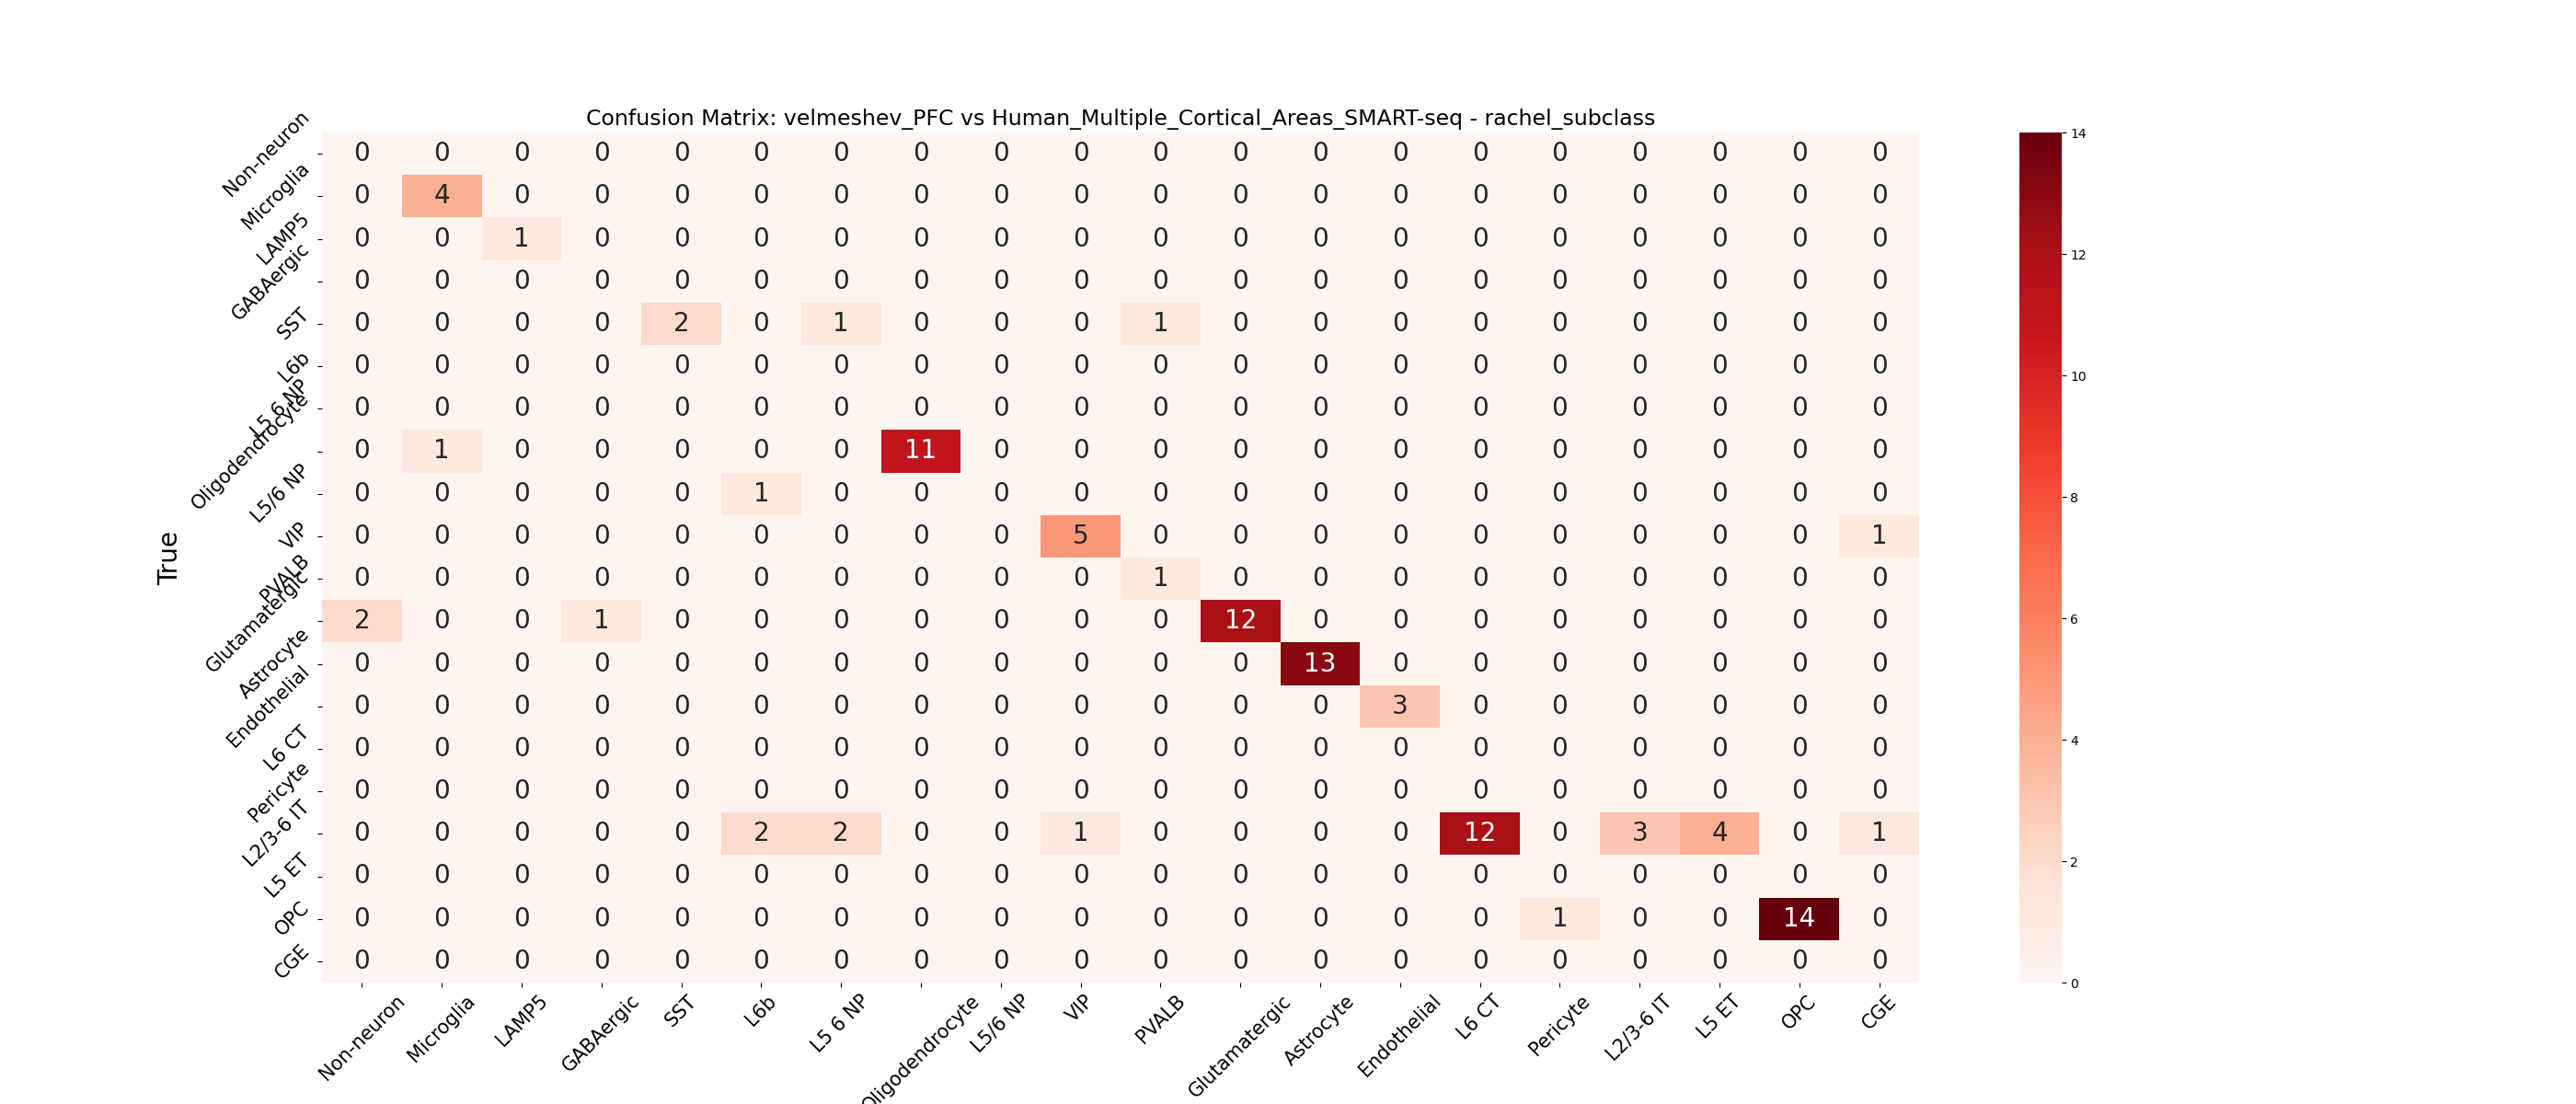 Confusion Matrix: velmeshev_PFC vs Human_Multiple_Cortical_Areas_SMART-seq - rachel_subclass
Non-neuron 0 0 0 0 0 0 0 0 0 0 0 0 0 0 0 0 0 0 0 0
Microglia 0 4 0 0 0 0 0 0 0 0 0 0 0 0 0 0 0 0 0 0
LAMP5 0 0 1 0 0 0 0 0 0 0 0 0 0 0 0 0 0 0 0 0
GABAergic 0 0 0 0 0 0 0 0 0 0 0 0 0 0 0 0 0 0 0 0
SST 0 0 0 0 2 0 1 0 0 0 1 0 0 0 0 0 0 0 0 0
L6b 0 0 0 0 0 0 0 0 0 0 0 0 0 0 0 0 0 0 0 0
L5 6 NP 0 0 0 0 0 0 0 0 0 0 0 0 0 0 0 0 0 0 0 0
Oligodendrocyte 0 1 0 0 0 0 0 11 0 0 0 0 0 0 0 0 0 0 0 0
L5/6 NP 0 0 0 0 0 1 0 0 0 0 0 0 0 0 0 0 0 0 0 0
VIP 0 0 0 0 0 0 0 0 0 5 0 0 0 0 0 0 0 0 0 1
PVALB 0 0 0 0 0 0 0 0 0 0 1 0 0 0 0 0 0 0 0 0
Glutamatergic 2 0 0 1 0 0 0 0 0 0 0 12 0 0 0 0 0 0 0 0
Astrocyte 0 0 0 0 0 0 0 0 0 0 0 0 13 0 0 0 0 0 0 0
Endothelial 0 0 0 0 0 0 0 0 0 0 0 0 0 3 0 0 0 0 0 0
L6 CT 0 0 0 0 0 0 0 0 0 0 0 0 0 0 0 0 0 0 0 0
Pericyte 0 0 0 0 0 0 0 0 0 0 0 0 0 0 0 0 0 0 0 0
L2/3-6 IT 0 0 0 0 0 2 2 0 0 1 0 0 0 0 12 0 3 4 0 1
L5 ET 0 0 0 0 0 0 0 0 0 0 0 0 0 0 0 0 0 0 0 0
OPC 0 0 0 0 0 0 0 0 0 0 0 0 0 0 0 1 0 0 14 0
CGE 0 0 0 0 0 0 0 0 0 0 0 0 0 0 0 0 0 0 0 0
True
Non-neuron Microglia LAMP5 GABAergic SST L6b L5 6 NP Oligodendrocyte L5/6 NP VIP PVALB Glutamatergic Astrocyte Endothelial L6 CT Pericyte L2/3-6 IT L5 ET OPC CGE
14
12
10
8
6
4
2
0